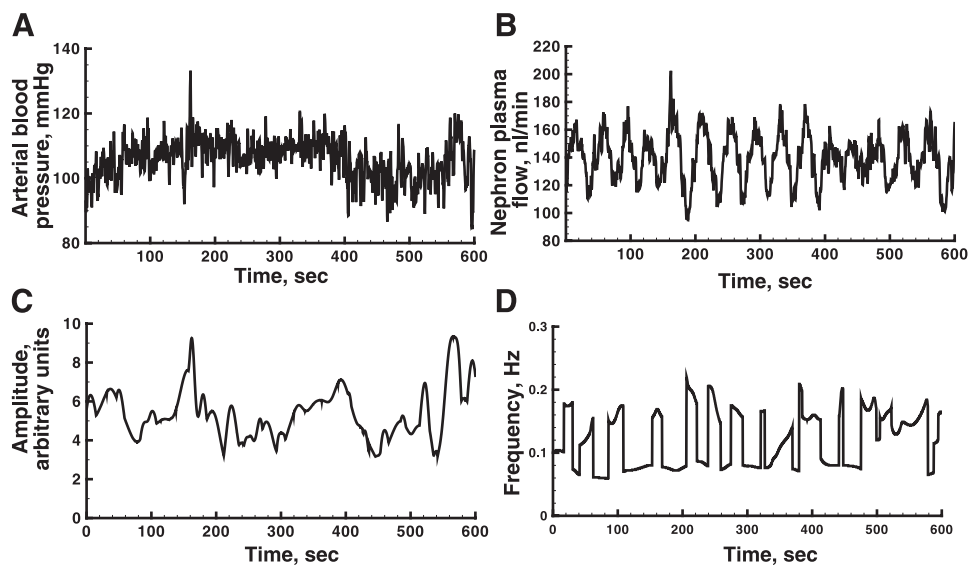 A
Arterial blood
pressure, mmHg
140
120
100
80
100 200 300 400 500 600
Time, sec
B
Nephron plasma
flow, nl/min
220
200
180
160
140
120
100
80
100 200 300 400 500 600
Time, sec
C
Amplitude,
arbitrary units
10
8
6
4
2
0
0 100 200 300 400 500 600
Time, sec
D
Frequency, Hz
0.3
0.2
0.1
0
0 100 200 300 400 500 600
Time, sec